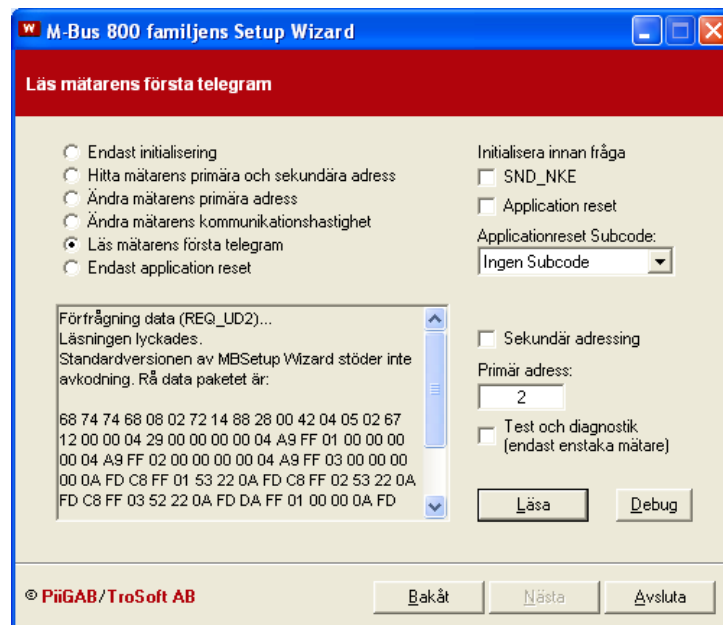 M-Bus 800 familjens Setup Wizard
Läs mätarens första telegram
Endast initialisering
Hitta mätarens primära och sekundära adress
Ändra mätarens primära adress
Ändra mätarens kommunikationshastighet
Läs mätarens första telegram
Endast application reset
Initialisera innan fråga
SND_NKE
Application reset
Applicationreset Subcode:
Ingen Subcode
Förfrågning data (REQ_UD2)...
Läsningen lyckades.
Standardversionen av MBSetup Wizard stöder inte
avkodning. Rå data paketet är:
68 74 74 68 08 02 72 14 88 28 00 42 04 05 02 67
12 00 00 04 29 00 00 00 00 04 A9 FF 01 00 00 00
00 04 A9 FF 02 00 00 00 00 04 A9 FF 03 00 00 00
00 0A FD C8 FF 01 53 22 0A FD C8 FF 02 53 22 0A
FD C8 FF 03 52 22 0A FD DA FF 01 00 00 0A FD
Sekundär adressing
Primär adress:
2
Test och diagnostik
(endast enstaka mätare)
Läsa
Debug
© PiiGAB/TroSoft AB
Bakåt
Nästa
Avsluta